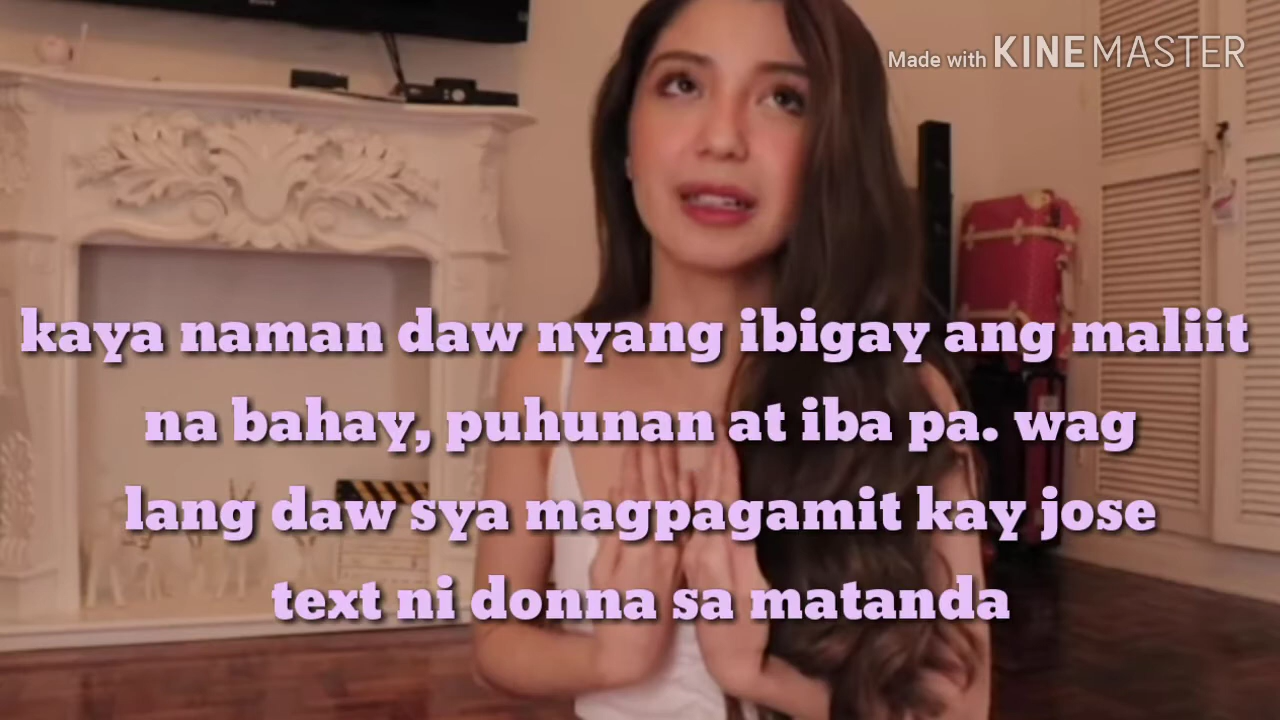 Made with KINEMASTER
kaya naman daw nyang ibigay ang maliit
na bahay, puhunan at iba pa. wag
lang daw sya magpagamit kay jose
text ni donna sa matanda